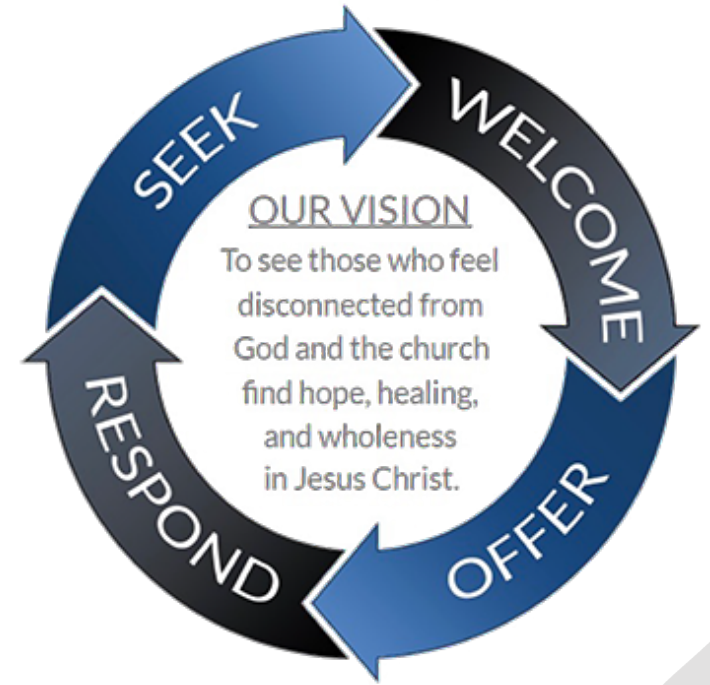 SEEK
WELCOME
OUR VISION
To see those who feel
disconnected from
God and the church
find hope, healing,
and wholeness
in Jesus Christ.
RESPOND
OFFER